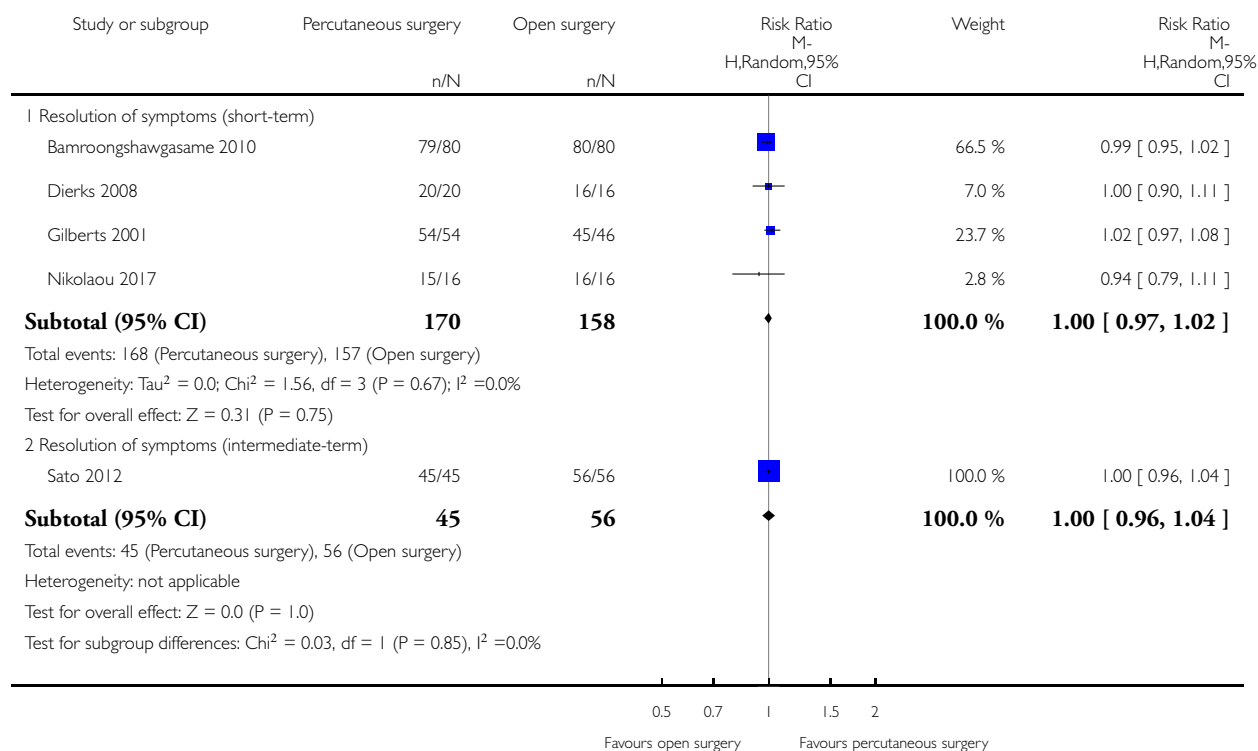 Study or subgroup Percutaneous surgery Open surgery Risk Ratio Weight Risk Ratio
M- M-
H,Random,95% H,Random,95%
n/N n/N CI CI
1 Resolution of symptoms (short-term)
Bamroongshawgasame 2010 79/80 80/80 66.5 % 0.99 [ 0.95, 1.02 ]
Dierks 2008 20/20 16/16 7.0 % 1.00 [ 0.90, 1.11 ]
Gilberts 2001 54/54 45/46 23.7 % 1.02 [ 0.97, 1.08 ]
Nikolaou 2017 15/16 16/16 2.8 % 0.94 [ 0.79, 1.11 ]
Subtotal (95% CI) 170 158 100.0 % 1.00 [ 0.97, 1.02 ]
Total events: 168 (Percutaneous surgery), 157 (Open surgery)
Heterogeneity: Tau² = 0.0; Chi² = 1.56, df = 3 (P = 0.67); I² =0.0%
Test for overall effect: Z = 0.31 (P = 0.75)
2 Resolution of symptoms (intermediate-term)
Sato 2012 45/45 56/56 100.0 % 1.00 [ 0.96, 1.04 ]
Subtotal (95% CI) 45 56 100.0 % 1.00 [ 0.96, 1.04 ]
Total events: 45 (Percutaneous surgery), 56 (Open surgery)
Heterogeneity: not applicable
Test for overall effect: Z = 0.0 (P = 1.0)
Test for subgroup differences: Chi² = 0.03, df = 1 (P = 0.85), I² =0.0%
0.5 0.7 1 1.5 2
Favours open surgery Favours percutaneous surgery